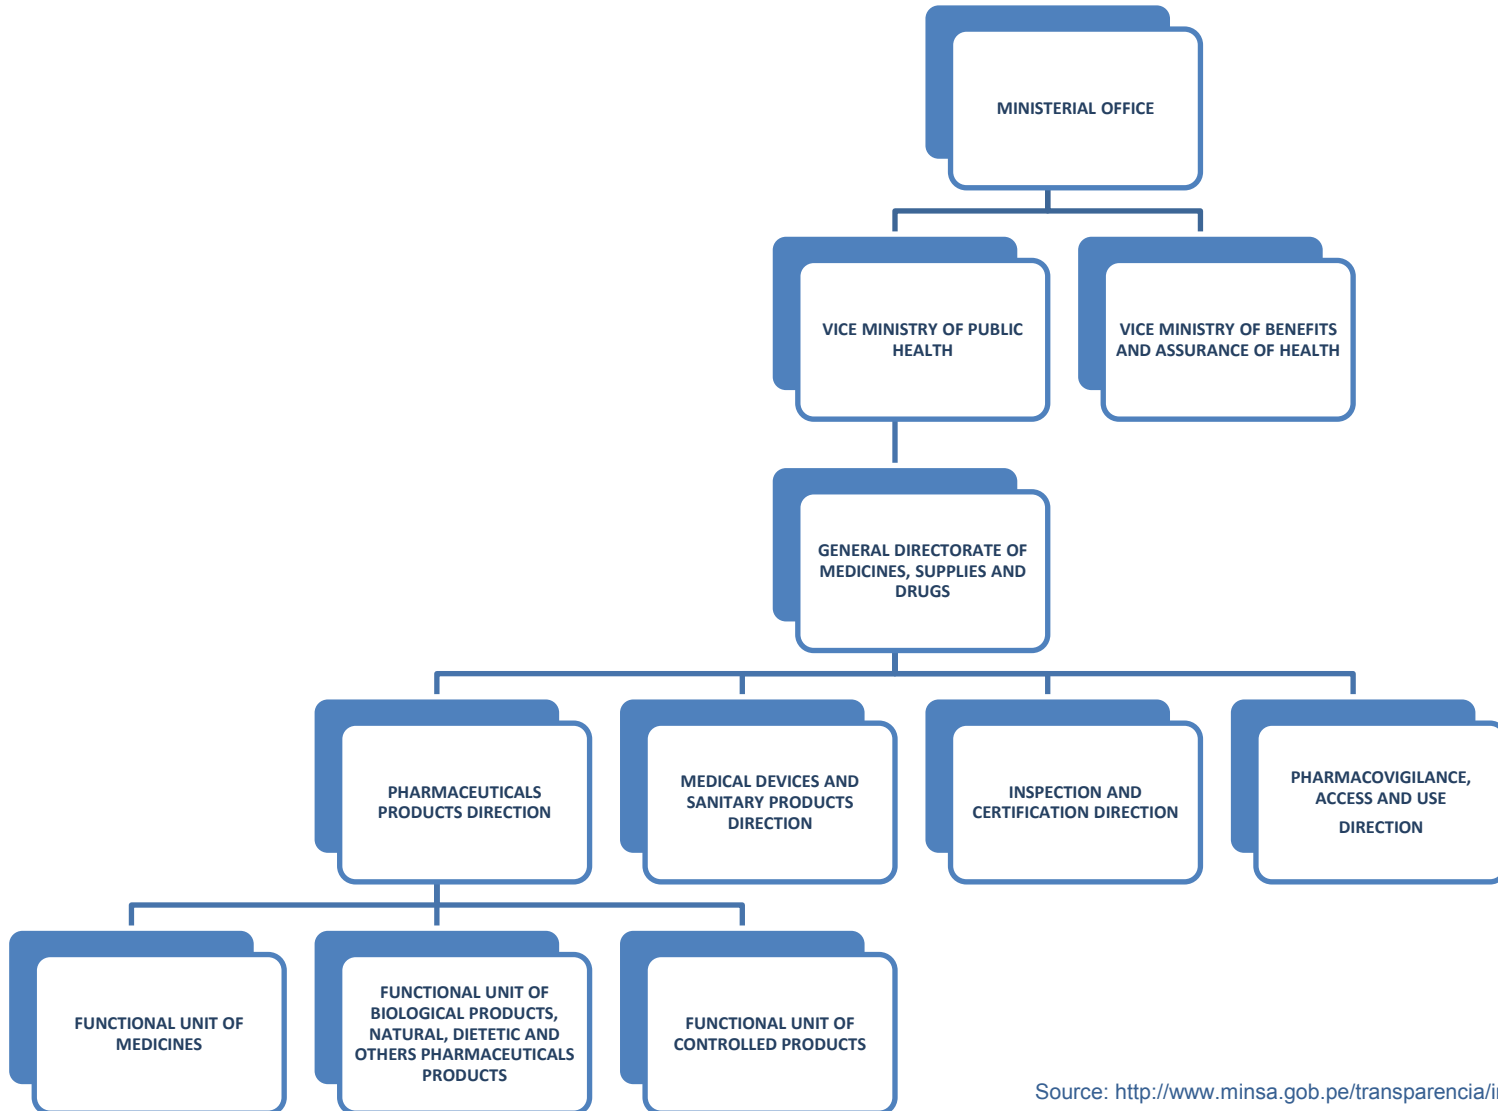 MINISTERIAL OFFICE
VICE MINISTRY OF PUBLIC
HEALTH
VICE MINISTRY OF BENEFITS
AND ASSURANCE OF HEALTH
GENERAL DIRECTORATE OF
MEDICINES, SUPPLIES AND
DRUGS
PHARMACEUTICALS
PRODUCTS DIRECTION
MEDICAL DEVICES AND
SANITARY PRODUCTS
DIRECTION
INSPECTION AND
CERTIFICATION DIRECTION
PHARMACOVIGILANCE,
ACCESS AND USE
DIRECTION
FUNCTIONAL UNIT OF
MEDICINES
FUNCTIONAL UNIT OF
BIOLOGICAL PRODUCTS,
NATURAL, DIETETIC AND
OTHERS PHARMACEUTICALS
PRODUCTS
FUNCTIONAL UNIT OF
CONTROLLED PRODUCTS
Source: http://www.minsa.gob.pe/transparencia/